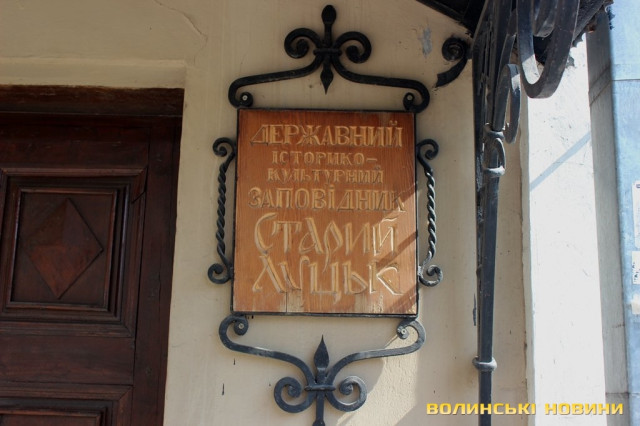 ДЕРЖАВНИЙ
ІСТОРИКО-
КУЛЬТУРНИЙ
ЗАПОВІДНИК
СТАРИЙ
ЛУЦЬК
ВОЛИНСЬКІ НОВИНИ